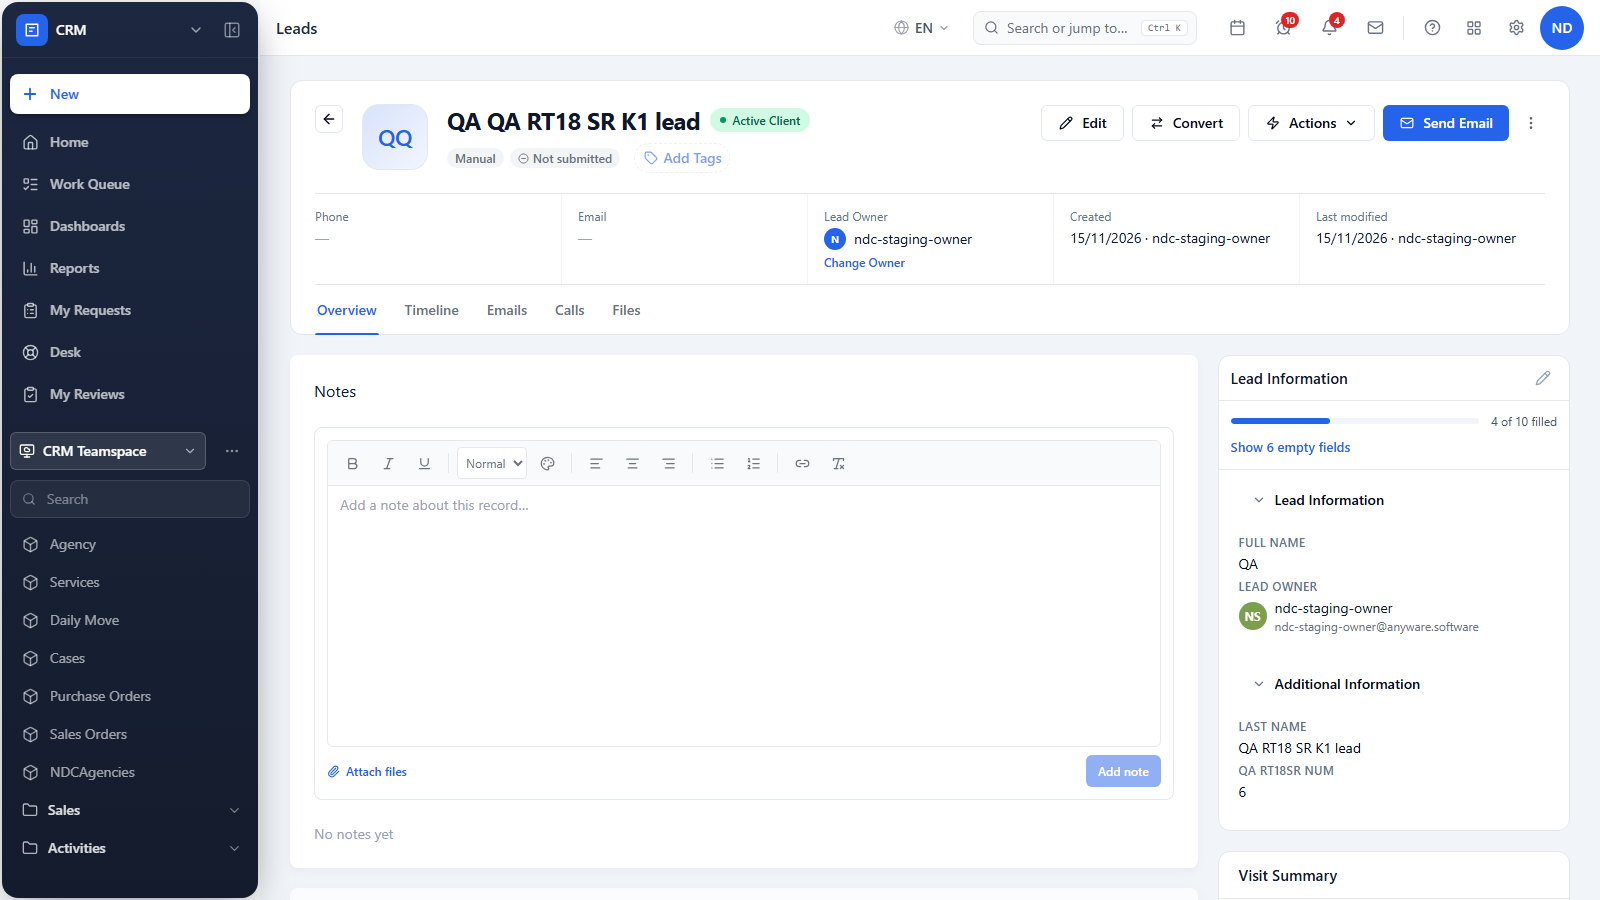 CRM
Leads
EN
Search or jump to...
Ctrl K
10
4
ND
New
Home
Work Queue
Dashboards
Reports
My Requests
Desk
My Reviews
CRM Teamspace
Search
Agency
Services
Daily Move
Cases
Purchase Orders
Sales Orders
NDCAgencies
Sales
Activities
QQ
QA QA RT18 SR K1 lead
Active Client
Manual
Not submitted
Add Tags
Edit
Convert
Actions
Send Email
Phone
—
Email
—
Lead Owner
N ndc-staging-owner
Change Owner
Created
15/11/2026 · ndc-staging-owner
Last modified
15/11/2026 · ndc-staging-owner
Overview
Timeline
Emails
Calls
Files
Notes
Normal
Add a note about this record...
Attach files
Add note
No notes yet
Lead Information
4 of 10 filled
Show 6 empty fields
Lead Information
FULL NAME
QA
LEAD OWNER
NS
ndc-staging-owner
ndc-staging-owner@anyware.software
Additional Information
LAST NAME
QA RT18 SR K1 lead
QA RT18SR NUM
6
Visit Summary